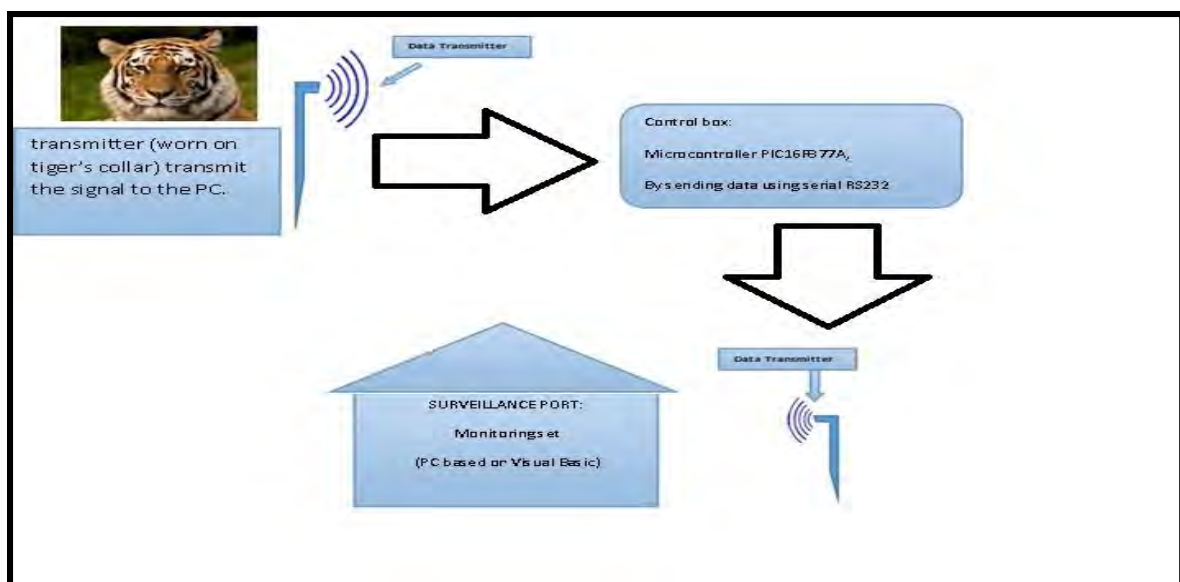 Data Transmitter
transmitter (worn on
tiger's collar) transmit
the signal to the PC.
Control box:
Microcontroller PIC16F877A,
By sending data using serial RS232
Data Transmitter
SURVEILLANCE PORT:
Monitoring set
(PC based or Visual Basic)